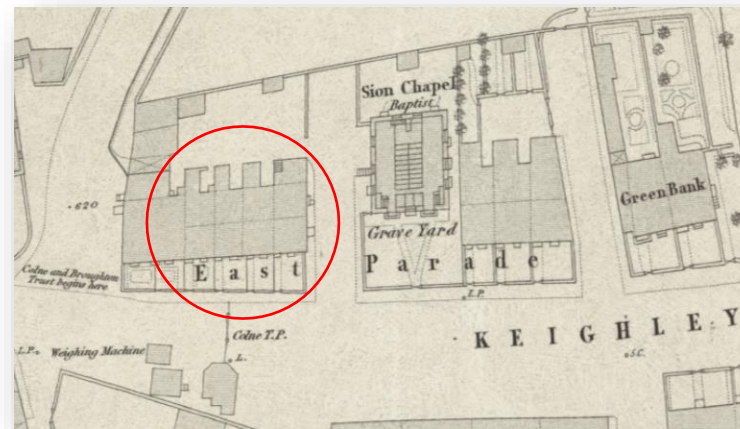 Sion Chapel
Baptist
Green Bank
. 620
Grave Yard
East Parade
Colne and Broughton
Trust begins here
L.P.
Colne T.P.
KEIGHLEY
L.P. Weighing Machine
L.
S.C.